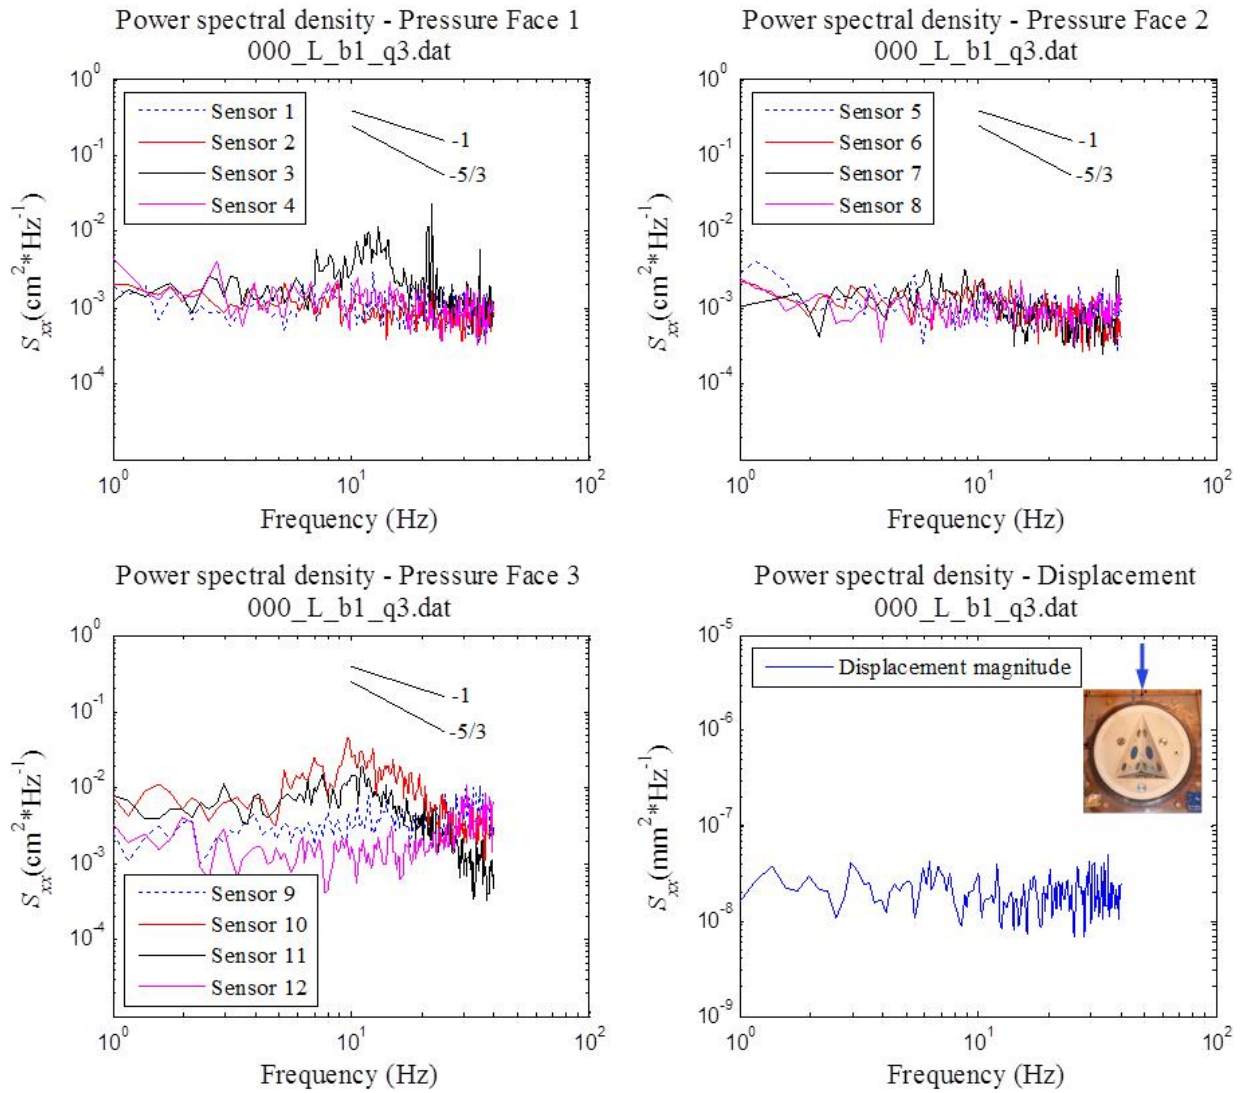 Power spectral density - Pressure Face 1
000_L_b1_q3.dat
10^0
10^-1
10^-2
10^-3
10^-4
S_xx (cm^2*Hz^-1)
Sensor 1
Sensor 2
Sensor 3
Sensor 4
-1
-5/3
10^0
10^1
10^2
Frequency (Hz)
Power spectral density - Pressure Face 2
000_L_b1_q3.dat
10^0
10^-1
10^-2
10^-3
10^-4
S_xx (cm^2*Hz^-1)
Sensor 5
Sensor 6
Sensor 7
Sensor 8
-1
-5/3
10^0
10^1
10^2
Frequency (Hz)
Power spectral density - Pressure Face 3
000_L_b1_q3.dat
10^0
10^-1
10^-2
10^-3
10^-4
S_xx (cm^2*Hz^-1)
-1
-5/3
Sensor 9
Sensor 10
Sensor 11
Sensor 12
10^0
10^1
10^2
Frequency (Hz)
Power spectral density - Displacement
000_L_b1_q3.dat
10^-5
10^-6
10^-7
10^-8
10^-9
S_xx (mm^2*Hz^-1)
Displacement magnitude
10^0
10^1
10^2
Frequency (Hz)